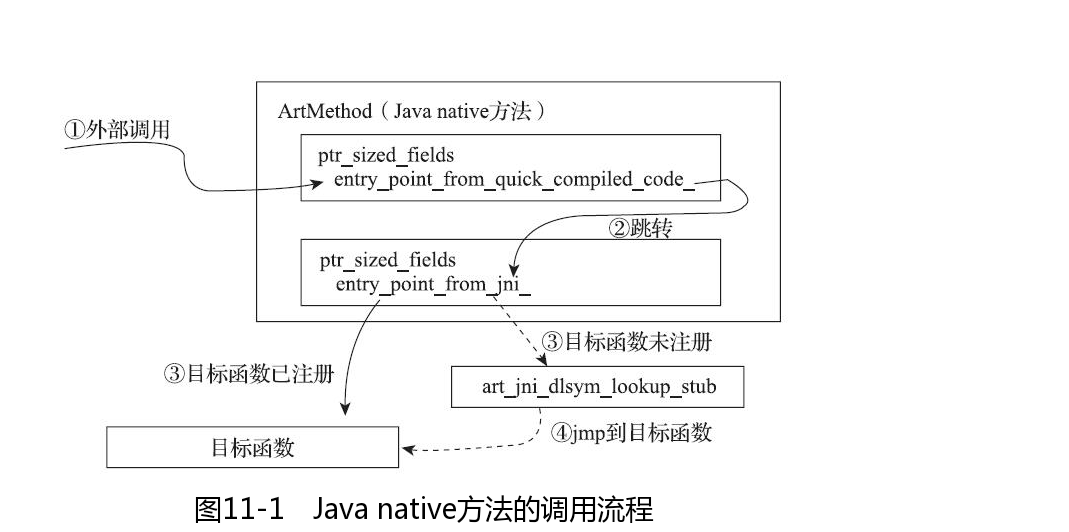 ArtMethod（Java native方法）
①外部调用
ptr_sized_fields
entry_point_from_quick_compiled_code_
②跳转
ptr_sized_fields
entry_point_from_jni_
③目标函数未注册
③目标函数已注册
art_jni_dlsym_lookup_stub
④jmp到目标函数
目标函数
图11-1 Java native方法的调用流程